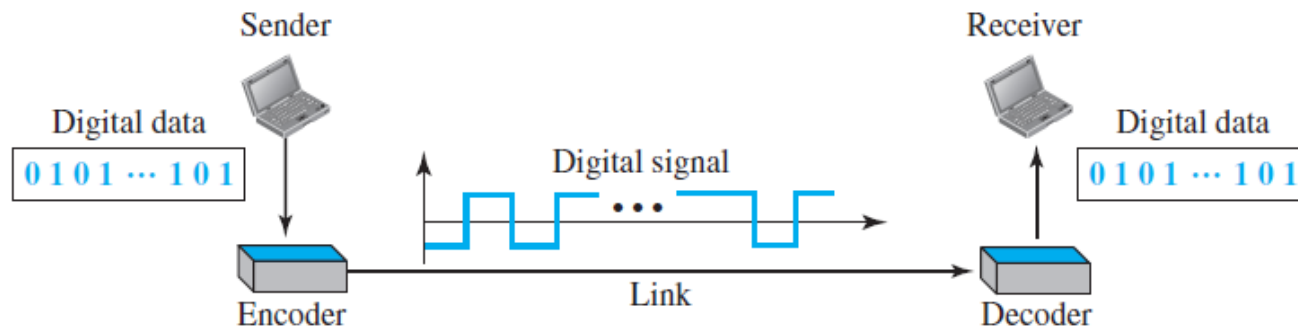 Sender
Receiver
Digital data
Digital signal
Digital data
0 1 0 1 ··· 1 0 1
•••
0 1 0 1 ··· 1 0 1
Link
Encoder
Decoder